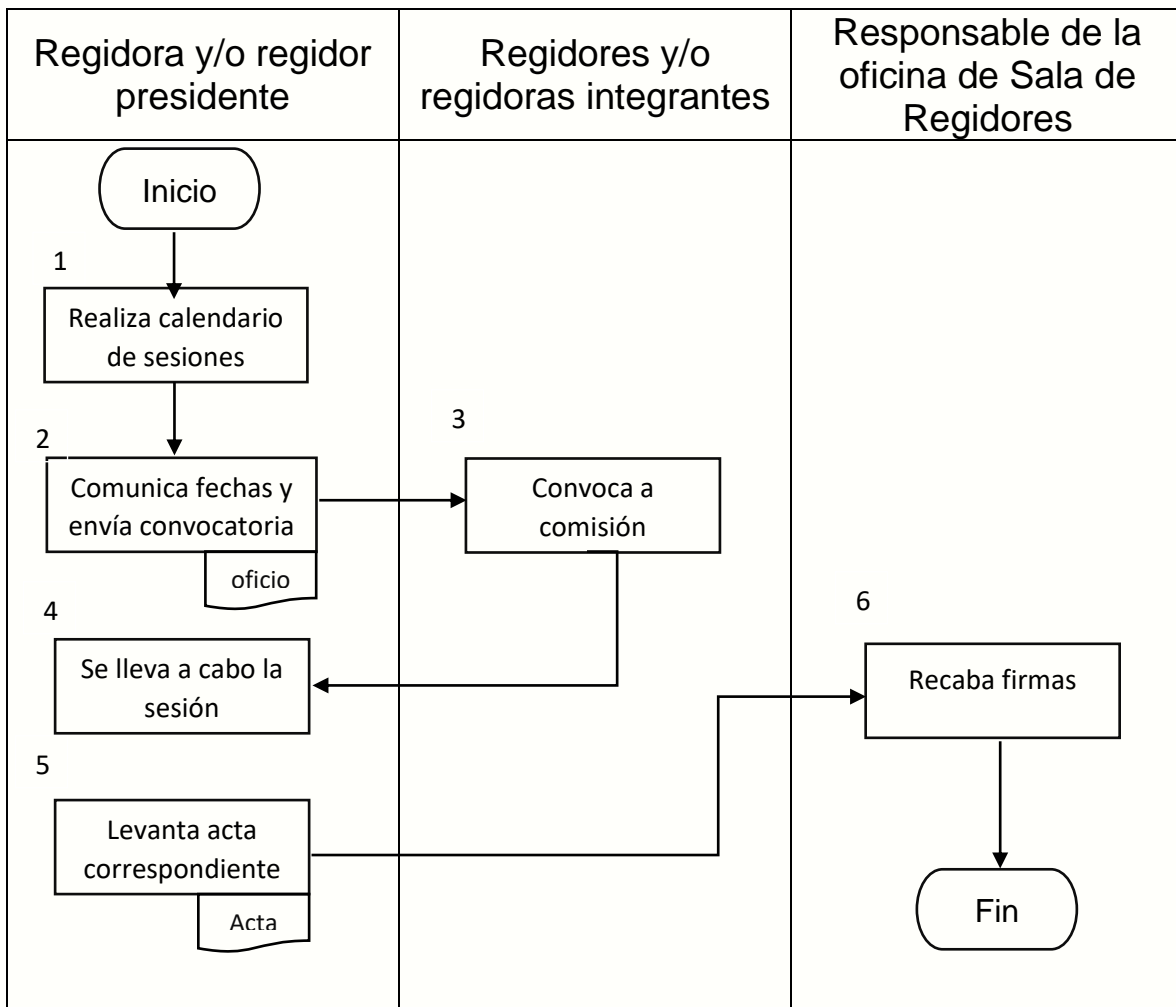 Regidora y/o regidor
presidente
Regidores y/o
regidoras integrantes
Responsable de la
oficina de Sala de
Regidores
Inicio
1
Realiza calendario
de sesiones
2
Comunica fechas y
envía convocatoria
oficio
3
Convoca a
comisión
4
Se lleva a cabo la
sesión
5
Levanta acta
correspondiente
Acta
6
Recaba firmas
Fin